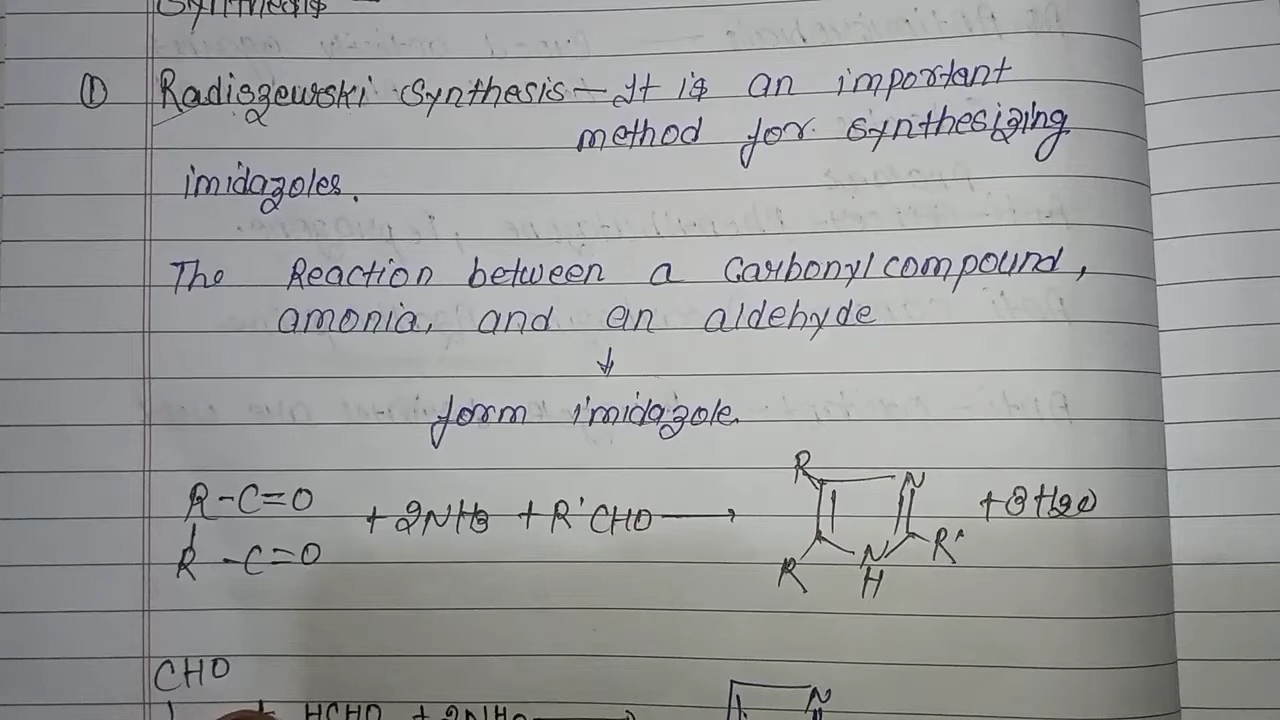 Synthesis -
① Radiszewski Synthesis - It is an important
method for synthesizing
imidazoles.
The Reaction between a Carbonyl compound,
amonia, and an aldehyde
↓
form imidazole.
R-C=O
R-C=O
+ 2NH3 + R'CHO →
R N
R N H R'
+ 3H2O
CHO
HCHO + 2NH3 →
N